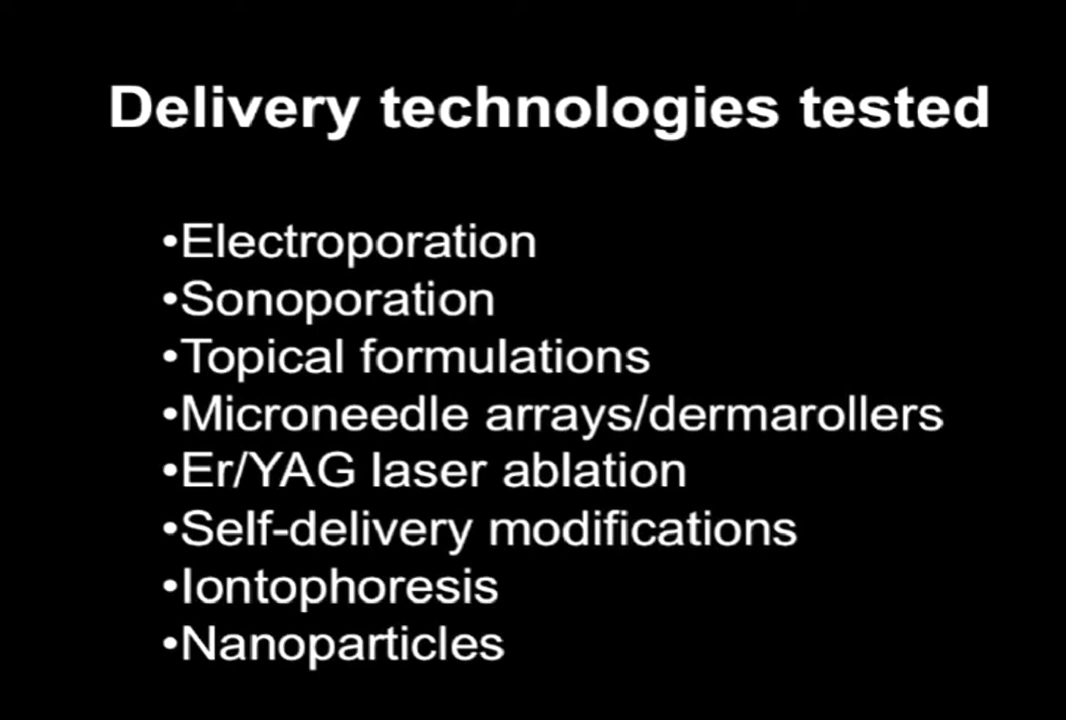 Delivery technologies tested
•Electroporation
•Sonoporation
•Topical formulations
•Microneedle arrays/dermarollers
•Er/YAG laser ablation
•Self-delivery modifications
•Iontophoresis
•Nanoparticles